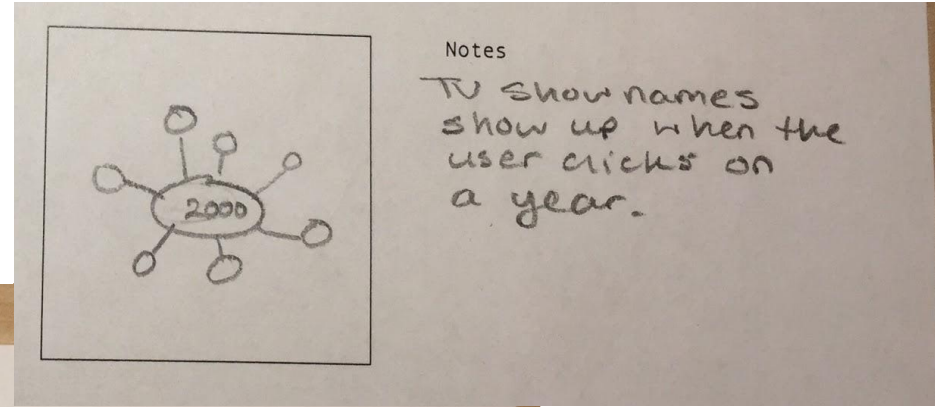 2000
Notes
TV show names
show up when the
user clicks on
a year.